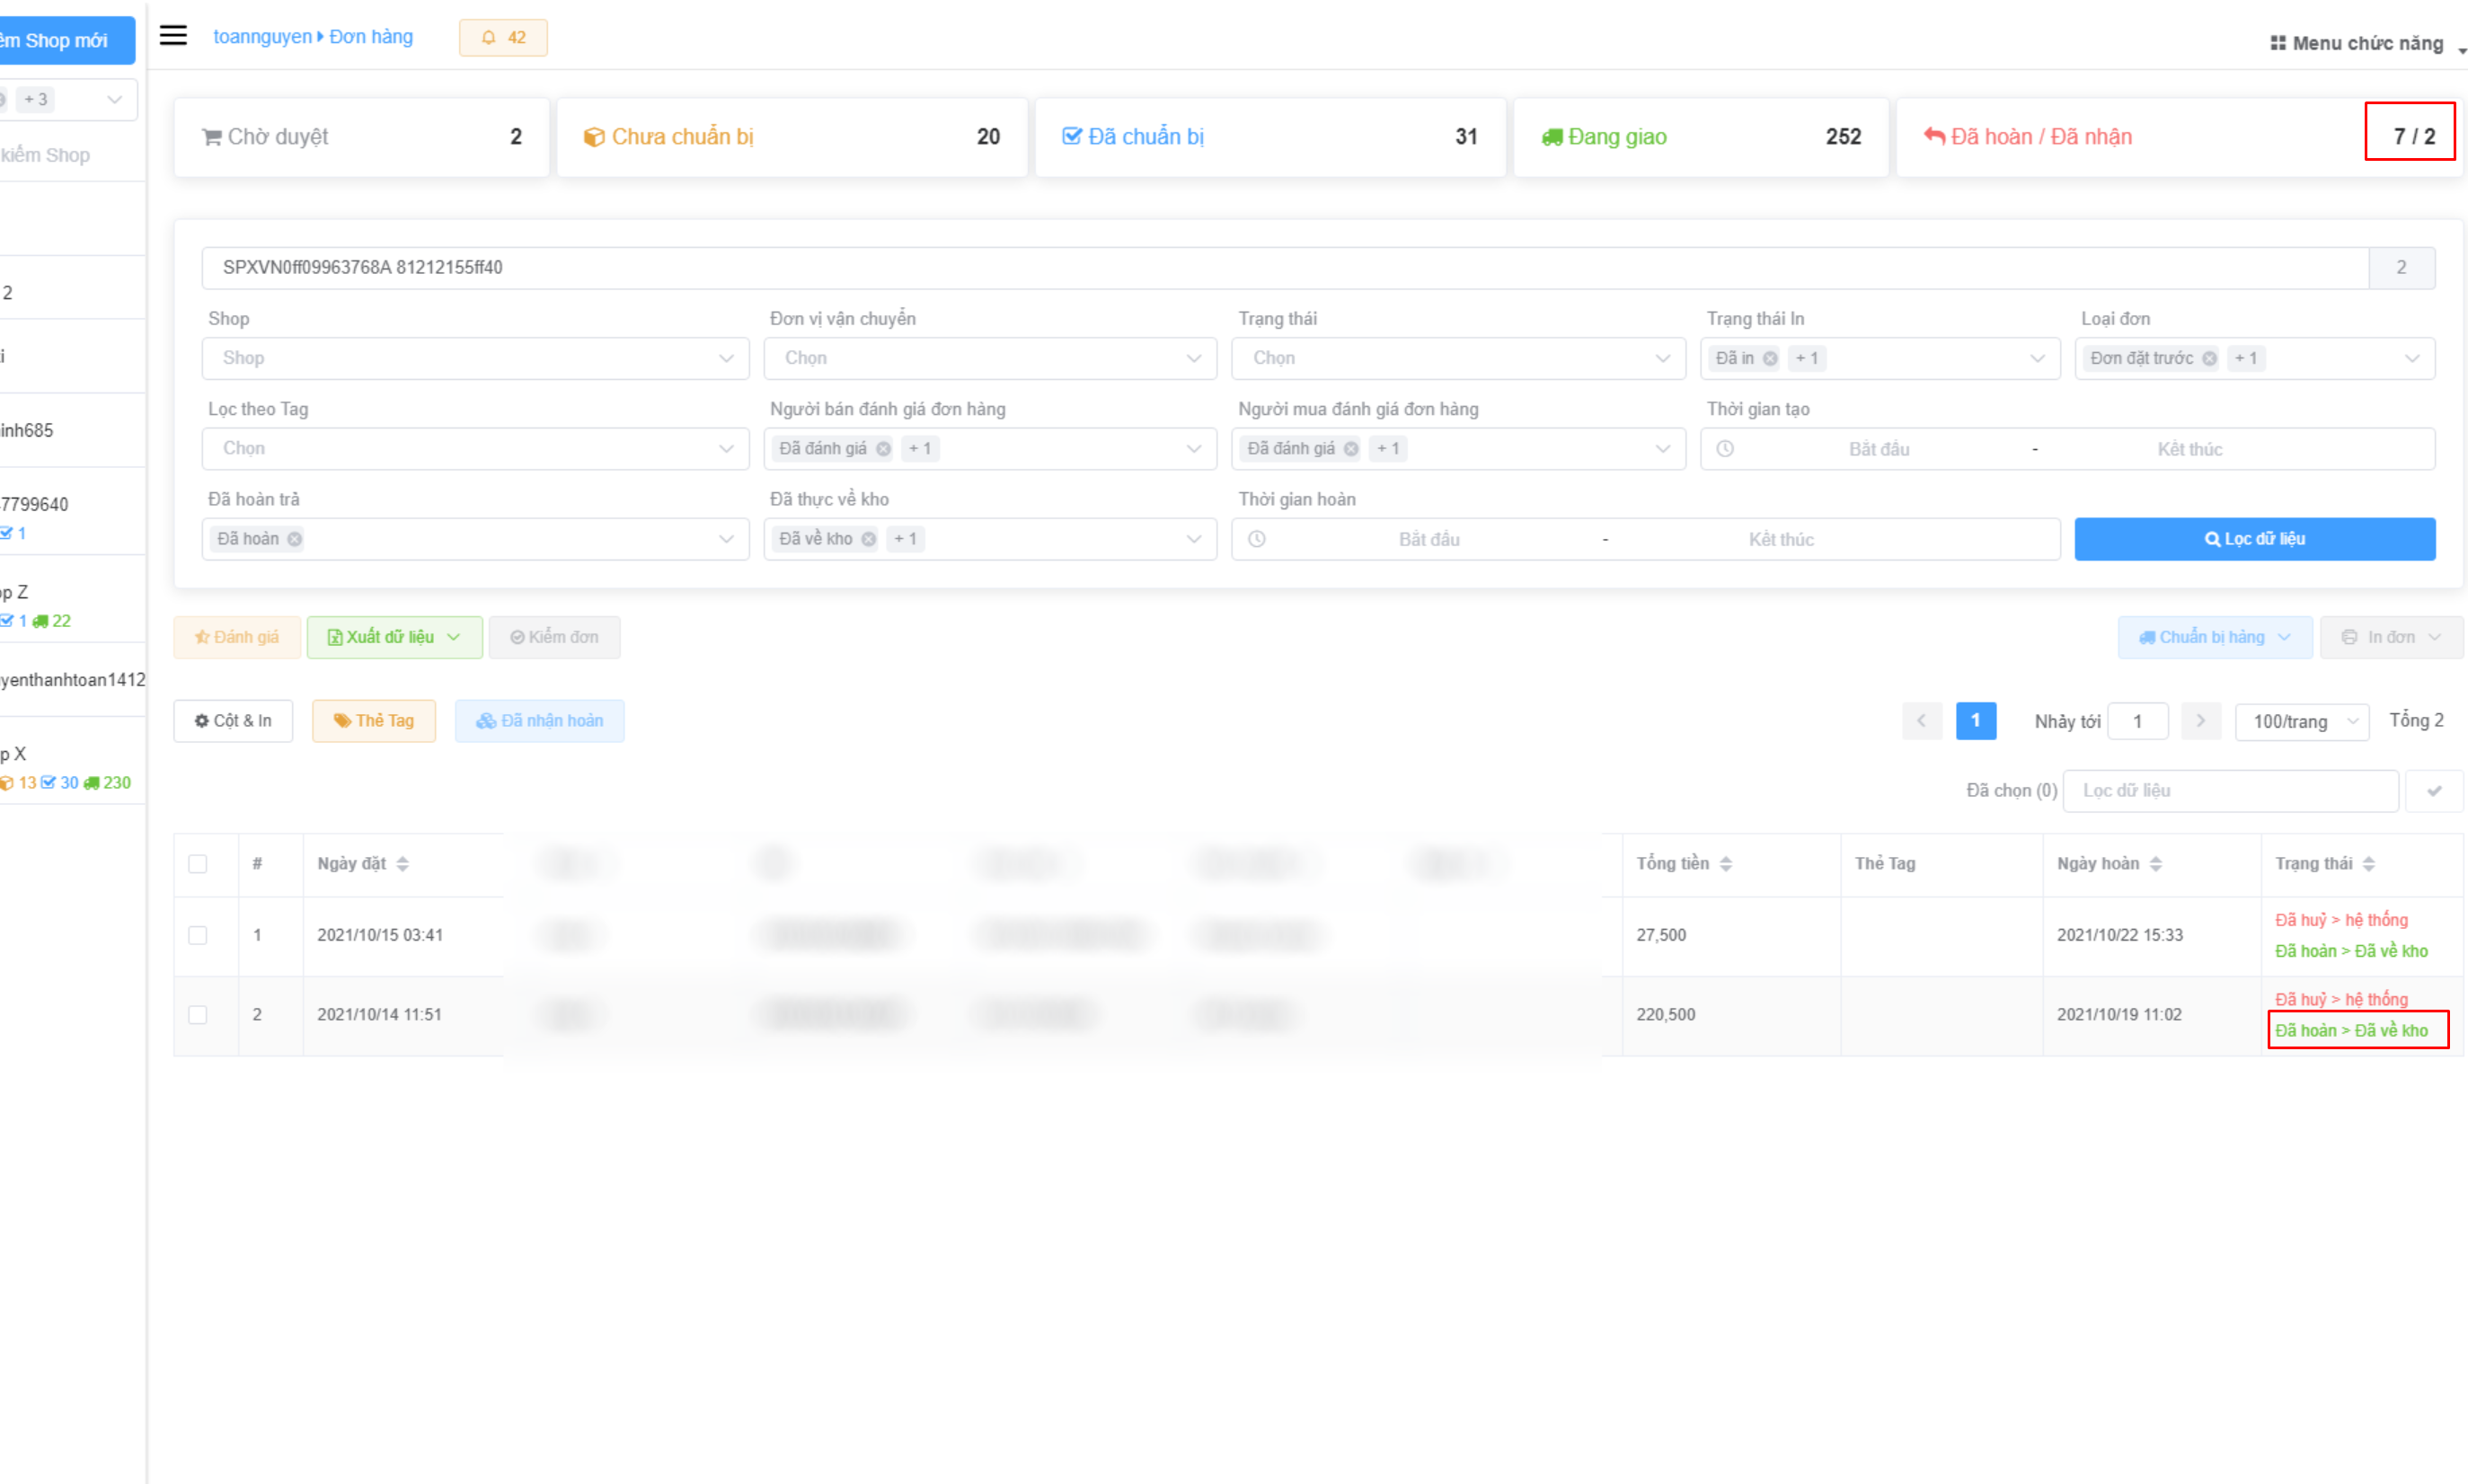 Shop mới
toannguyen Đơn hàng
42
Menu chức năng
+ 3
kiếm Shop
2
inh685
7799640
1
Z
1 22
yenthanhtoan1412
X
13 30 230
Chờ duyệt 2
Chưa chuẩn bị 20
Đã chuẩn bị 31
Đang giao 252
Đã hoàn / Đã nhận 7 / 2
SPXVN0ff09963768A 81212155ff40 2
Shop Đơn vị vận chuyển Trạng thái Trạng thái In Loại đơn
Shop Chọn Chọn Đã in + 1 Đơn đặt trước + 1
Lọc theo Tag Người bán đánh giá đơn hàng Người mua đánh giá đơn hàng Thời gian tạo
Chọn Đã đánh giá + 1 Đã đánh giá + 1 Bắt đầu - Kết thúc
Đã hoàn trả Đã thực về kho Thời gian hoàn
Đã hoàn Đã về kho + 1 Bắt đầu - Kết thúc Lọc dữ liệu
Đánh giá Xuất dữ liệu Kiểm đơn Chuẩn bị hàng In đơn
Cột & In Thẻ Tag Đã nhận hoàn 1 Nhảy tới 1 100/trang Tổng 2
Đã chọn (0) Lọc dữ liệu
# Ngày đặt Tổng tiền Thẻ Tag Ngày hoàn Trạng thái
1 2021/10/15 03:41 27,500 2021/10/22 15:33 Đã huỷ > hệ thống
Đã hoàn > Đã về kho
2 2021/10/14 11:51 220,500 2021/10/19 11:02 Đã huỷ > hệ thống
Đã hoàn > Đã về kho